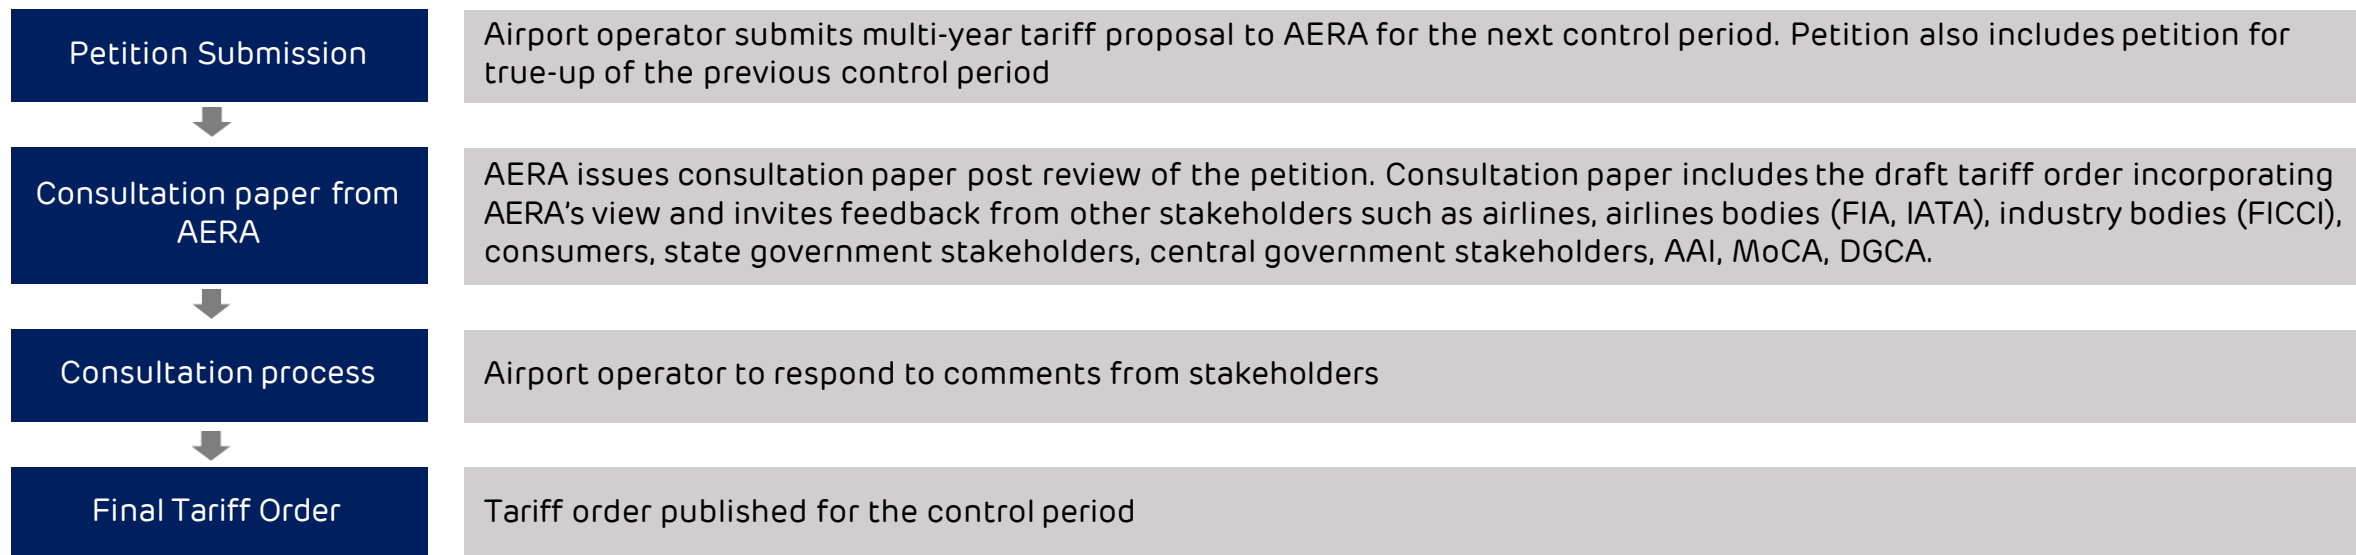 Petition Submission
Airport operator submits multi-year tariff proposal to AERA for the next control period. Petition also includes petition for
true-up of the previous control period
Consultation paper from
AERA
AERA issues consultation paper post review of the petition. Consultation paper includes the draft tariff order incorporating
AERA's view and invites feedback from other stakeholders such as airlines, airlines bodies (FIA, IATA), industry bodies (FICCI),
consumers, state government stakeholders, central government stakeholders, AAI, MoCA, DGCA.
Consultation process
Airport operator to respond to comments from stakeholders
Final Tariff Order
Tariff order published for the control period